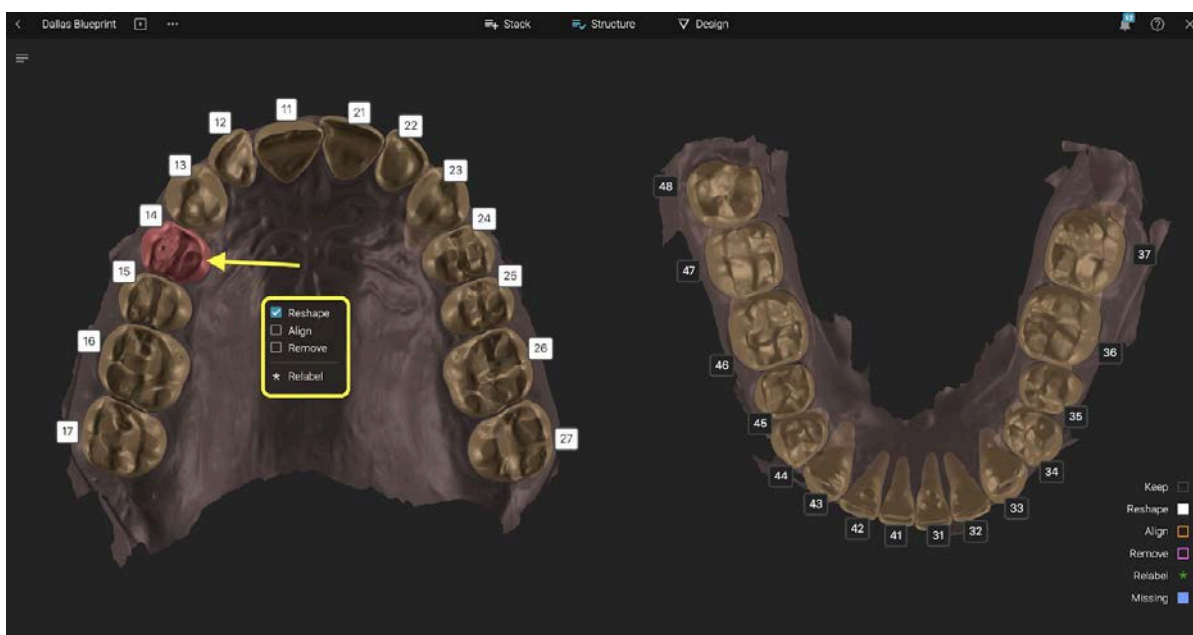 Dallas Blueprint
Stack
Structure
Design
12
11
21
22
13
23
14
24
15
25
16
26
17
27
Reshape
Align
Remove
Relabel
48
47
46
45
44
43
42
41
31
32
33
34
35
36
37
Keep
Reshape
Align
Remove
Relabel
Missing